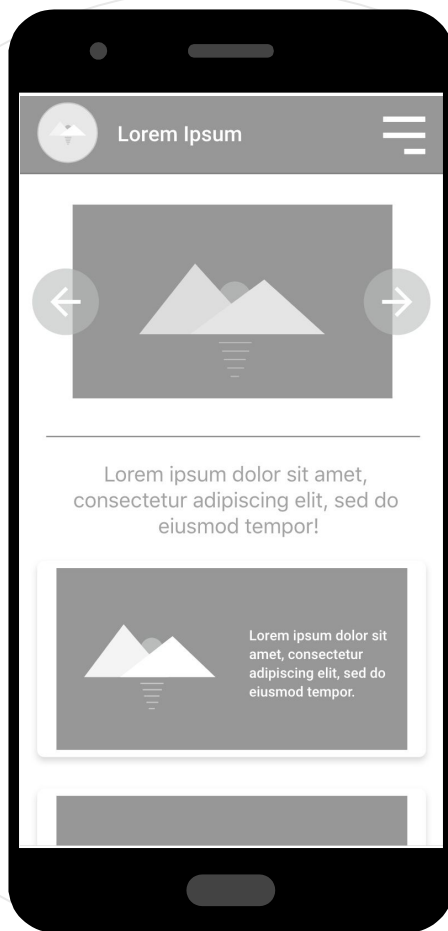 Lorem Ipsum
Lorem ipsum dolor sit amet,
consectetur adipiscing elit, sed do
eiusmod tempor!
Lorem ipsum dolor sit
amet, consectetur
adipiscing elit, sed do
eiusmod tempor.